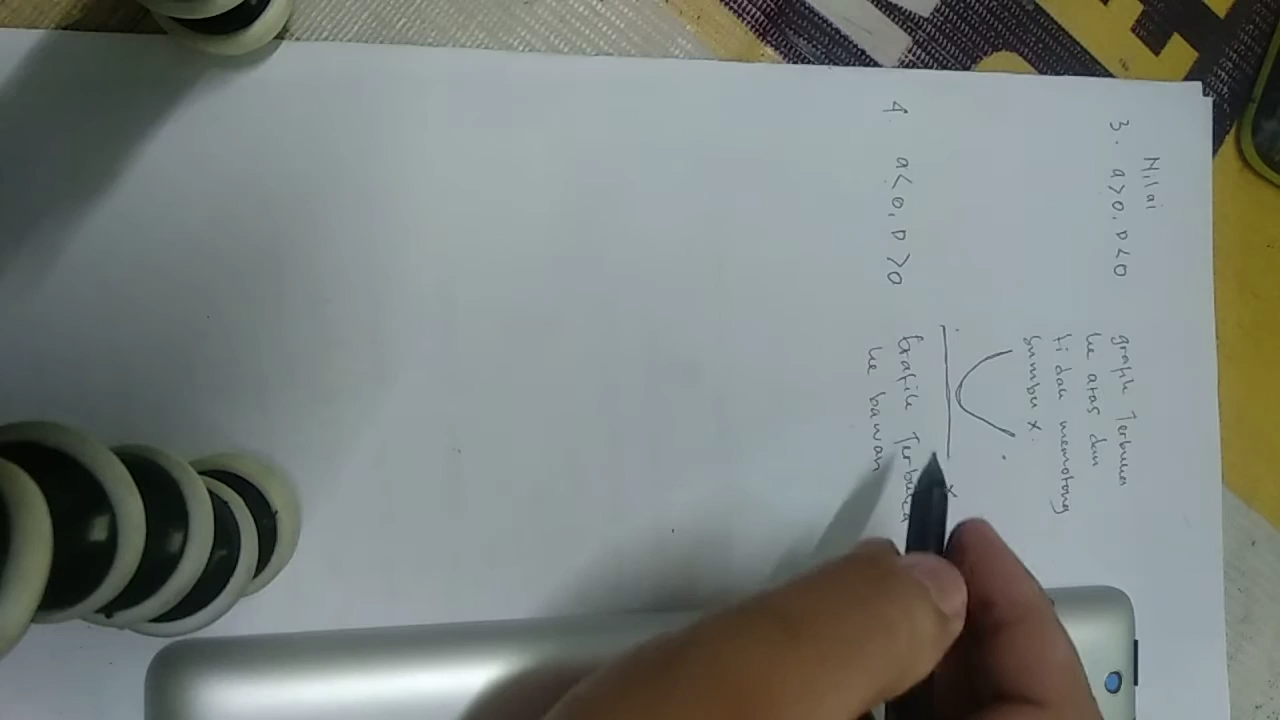 Nilai
3. a>0, D<0
grafik Terbuka
ke atas dan
tidak memotong
sumbu x.
x
4. a<0, D>0
Grafik Terbuka
ke bawah